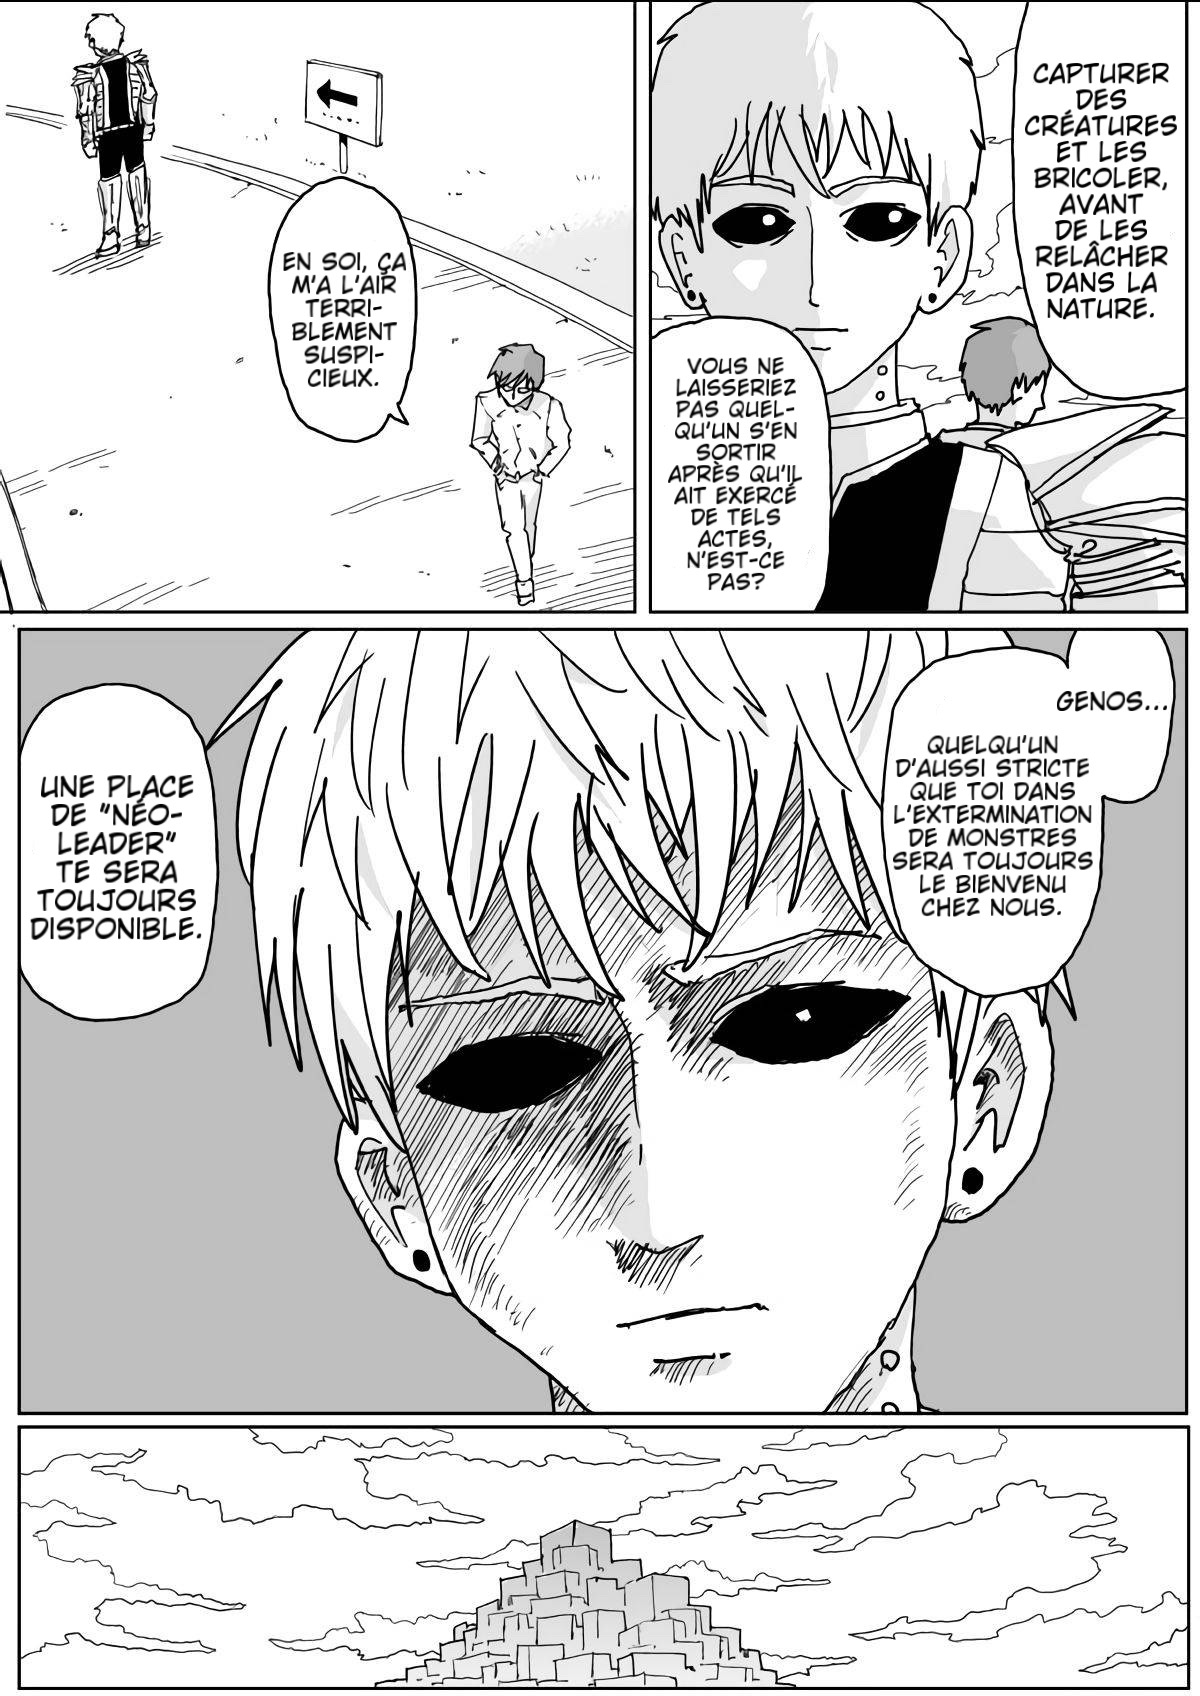 CAPTURER
DES
CRÉATURES
ET LES
BRICOLER,
AVANT
DE LES
RELÂCHER
DANS LA
NATURE.
VOUS NE
LAISSERIEZ
PAS QUEL-
QU'UN S'EN
SORTIR
APRÈS QU'IL
AIT EXERCÉ
DE TELS
ACTES,
N'EST-CE
PAS?
EN SOI, ÇA
M'A L'AIR
TERRI-
BLEMENT
SUSPI-
CIEUX.
GENOS...
QUELQU'UN
D'AUSSI STRICTE
QUE TOI DANS
L'EXTERMINATION
DE MONSTRES
SERA TOUJOURS
LE BIENVENU
CHEZ NOUS.
UNE PLACE
DE "NÉO-
LEADER"
TE SERA
TOUJOURS
DISPONIBLE.